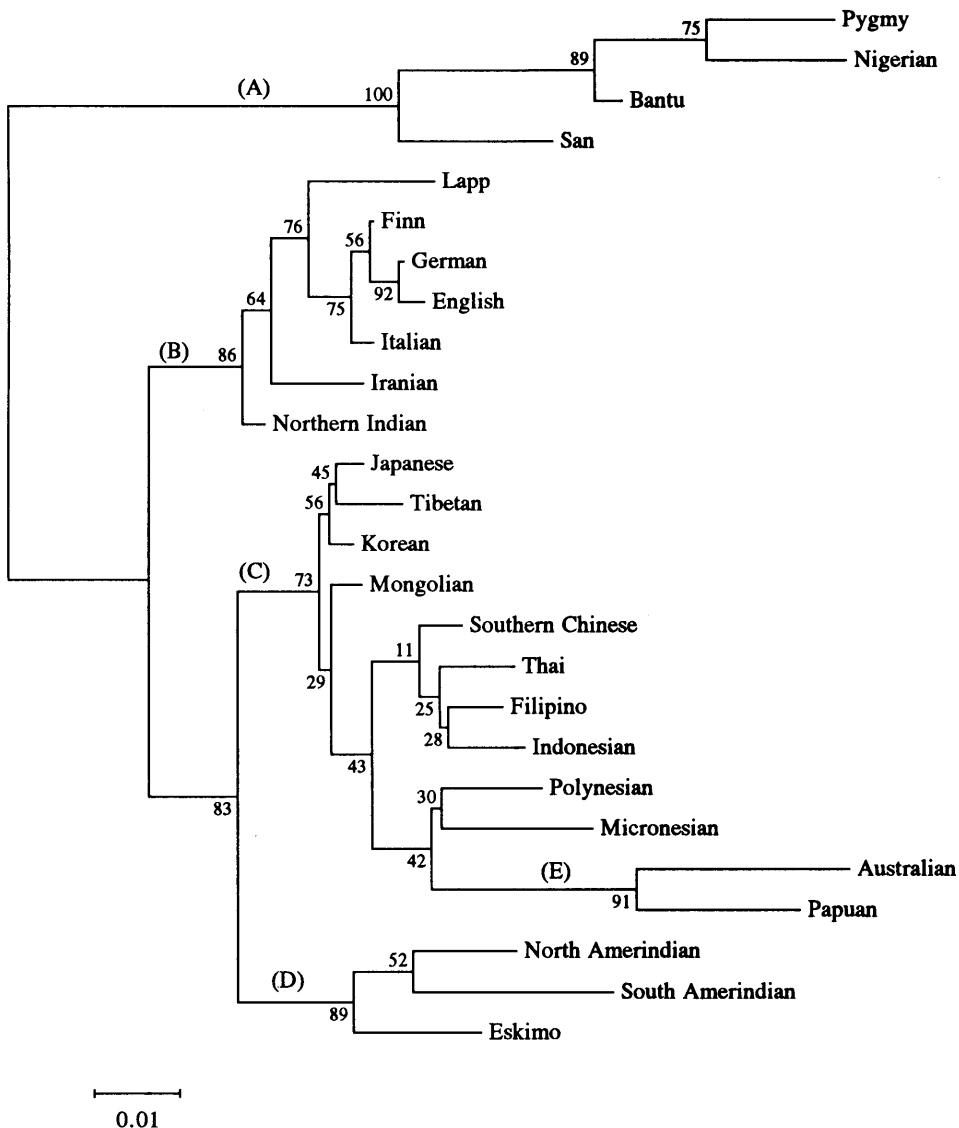 Pygmy
75
Nigerian
89
(A)
100
Bantu
San
Lapp
Finn
76
56
German
92
English
75
64
Italian
(B)
86
Iranian
Northern Indian
Japanese
45
Tibetan
56
Korean
(C)
73
Mongolian
Southern Chinese
11
Thai
29
25
Filipino
28
Indonesian
43
Polynesian
30
83
Micronesian
42
(E)
Australian
91
Papuan
North Amerindian
52
(D)
South Amerindian
89
Eskimo
0.01